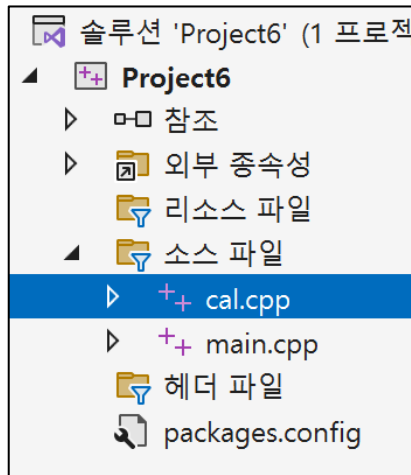 솔루션 'Project6' (1 프로젝
Project6
참조
외부 종속성
리소스 파일
소스 파일
cal.cpp
main.cpp
헤더 파일
packages.config